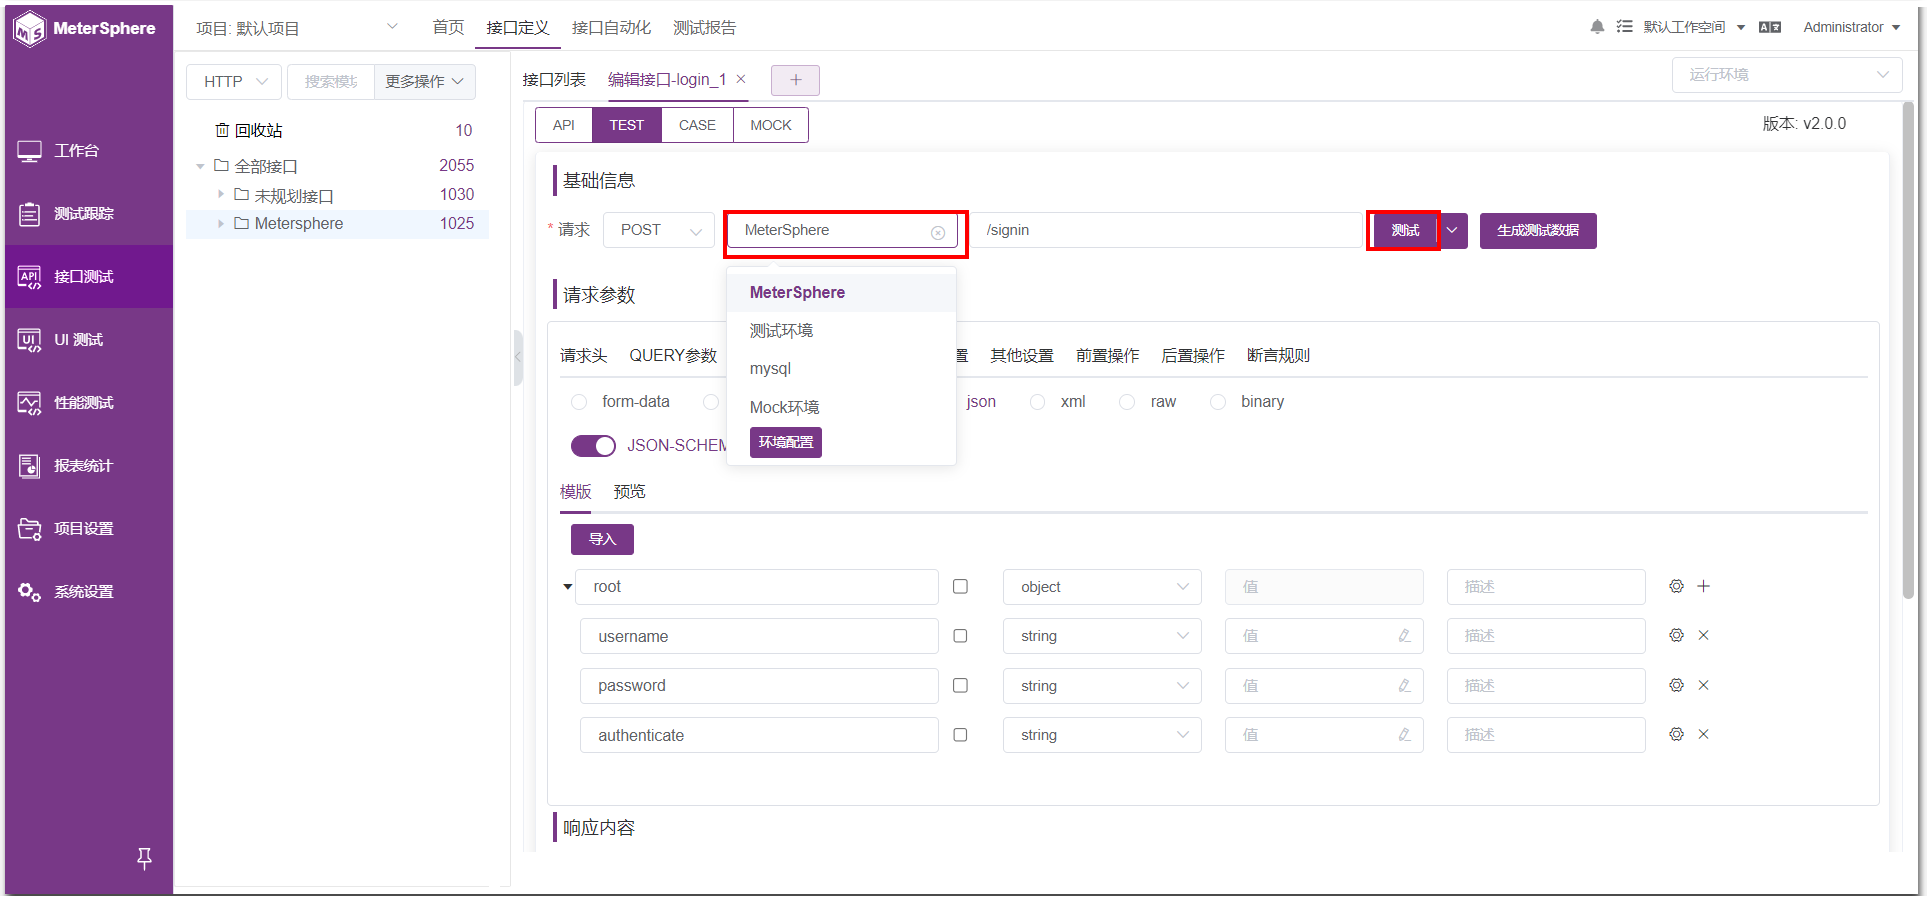 MeterSphere
项目: 默认项目
首页
接口定义
接口自动化
测试报告
默认工作空间
Administrator
工作台
测试跟踪
接口测试
UI 测试
性能测试
报表统计
项目设置
系统设置
HTTP
搜索模块
更多操作
回收站 10
全部接口 2055
未规划接口 1030
Metersphere 1025
接口列表
编辑接口-login_1
运行环境
API
TEST
CASE
MOCK
版本: v2.0.0
基础信息
* 请求
POST
MeterSphere
/signin
测试
生成测试数据
MeterSphere
测试环境
mysql
Mock环境
环境配置
请求参数
请求头
QUERY参数
置
其他设置
前置操作
后置操作
断言规则
form-data
json
xml
raw
binary
JSON-SCHEM
模版
预览
导入
root
object
值
描述
username
string
值
描述
password
string
值
描述
authenticate
string
值
描述
响应内容